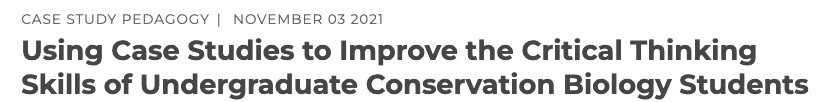 CASE STUDY PEDAGOGY | NOVEMBER 03 2021
Using Case Studies to Improve the Critical Thinking
Skills of Undergraduate Conservation Biology Students